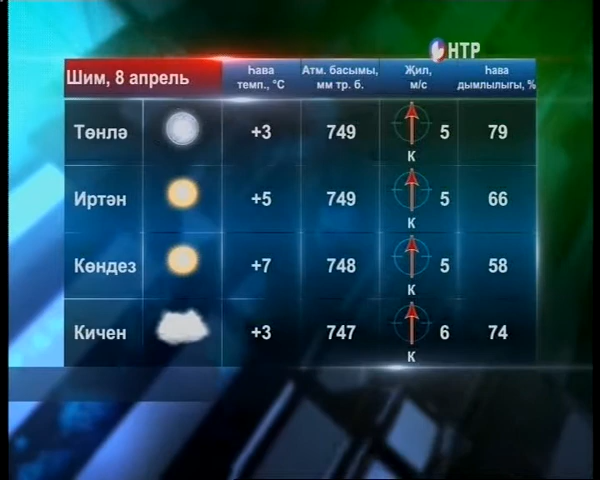 НТР
Шим, 8 апрель
Һава темп., °С
Атм. басымы, мм тр. б.
Җил, м/с
Һава дымлылыгы, %
Төнлә +3 749 К 5 79
Иртән +5 749 К 5 66
Көндез +7 748 К 5 58
Кичен +3 747 К 6 74